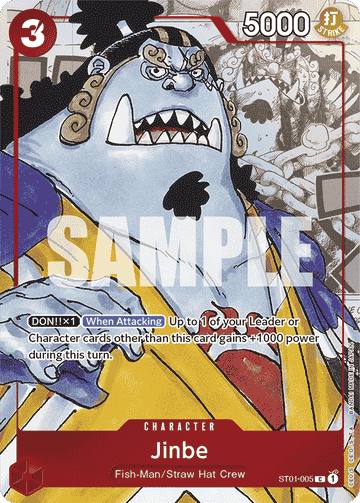 3
5000
打
STRIKE
SAMPLE
DON!!×1 When Attacking Up to 1 of your Leader or
Character cards other than this card gains +1000 power
during this turn.
CHARACTER
Jinbe
Fish-Man/Straw Hat Crew
ST01-005 C 1